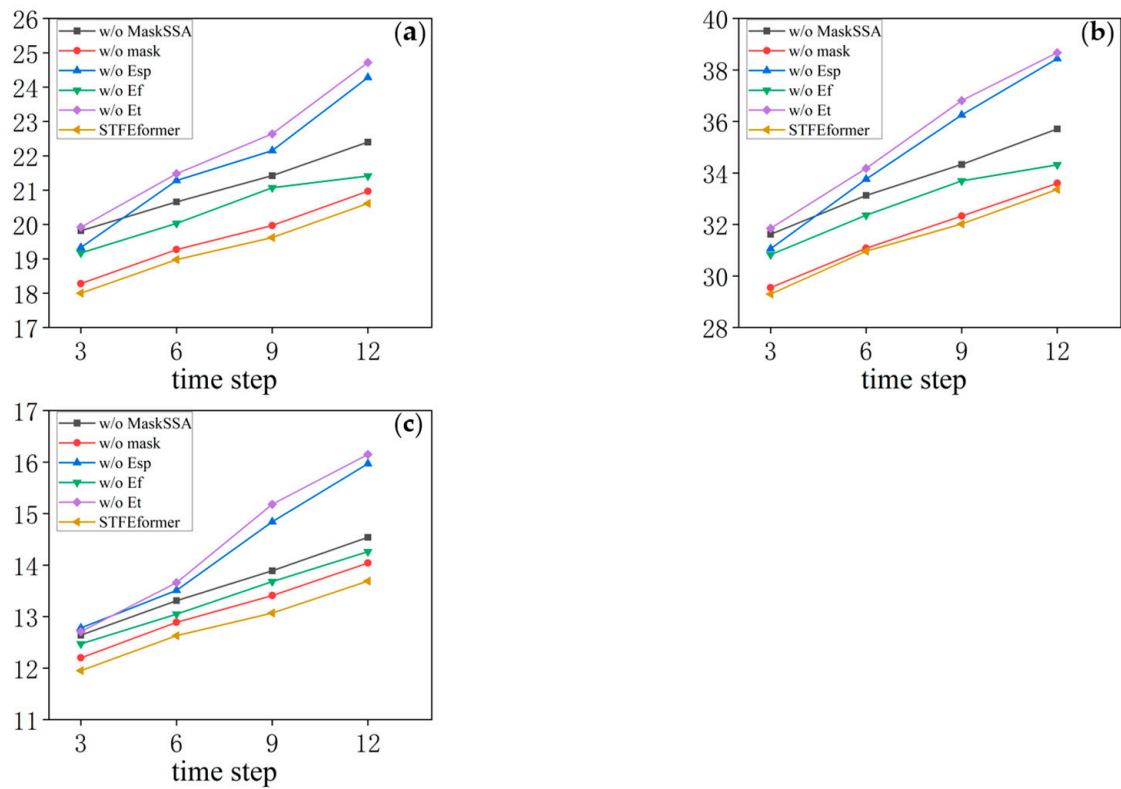 26
25
24
23
22
21
20
19
18
17
w/o MaskSSA
w/o mask
w/o Esp
w/o Ef
w/o Et
STFEformer
(a)
3 6 9 12
time step
40
38
36
34
32
30
28
w/o MaskSSA
w/o mask
w/o Esp
w/o Ef
w/o Et
STFEformer
(b)
3 6 9 12
time step
17
16
15
14
13
12
11
w/o MaskSSA
w/o mask
w/o Esp
w/o Ef
w/o Et
STFEformer
(c)
3 6 9 12
time step